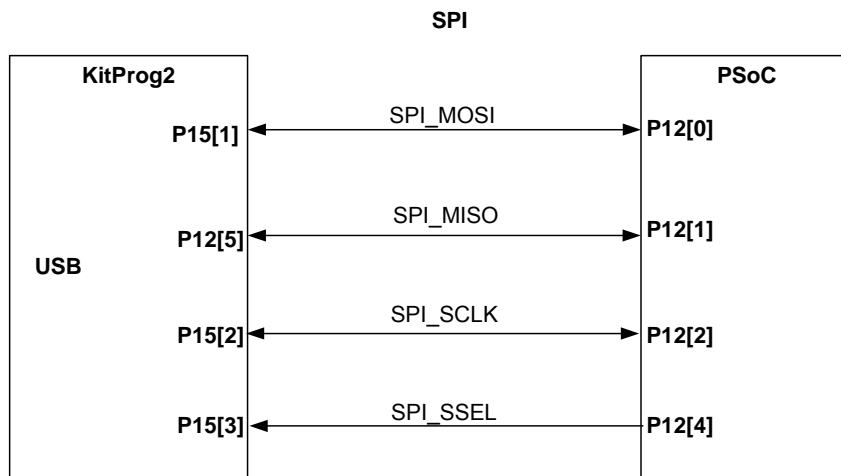 SPI
KitProg2
PSoC
P15[1]
SPI_MOSI
P12[0]
P12[5]
SPI_MISO
P12[1]
USB
P15[2]
SPI_SCLK
P12[2]
P15[3]
SPI_SSEL
P12[4]